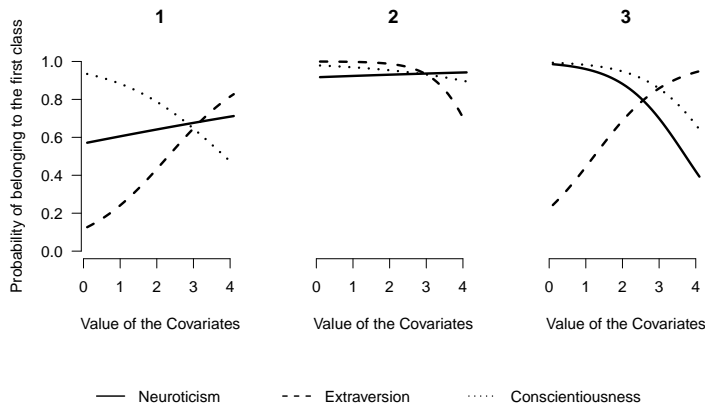 1 2 3
Probability of belonging to the first class
1.0
0.8
0.6
0.4
0.2
0.0
0 1 2 3 4 0 1 2 3 4 0 1 2 3 4
Value of the Covariates Value of the Covariates Value of the Covariates
Neuroticism Extraversion Conscientiousness